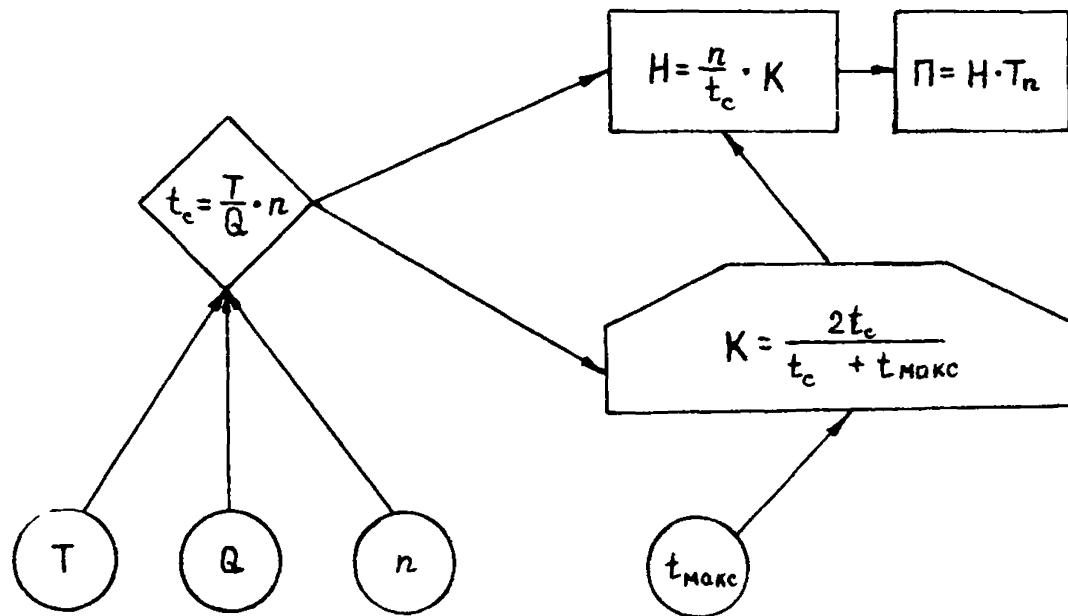 H = n/t_c · K
П = H · T_n
t_c = T/Q · n
K = 2t_c / (t_c + t_макс)
T
Q
n
t_макс